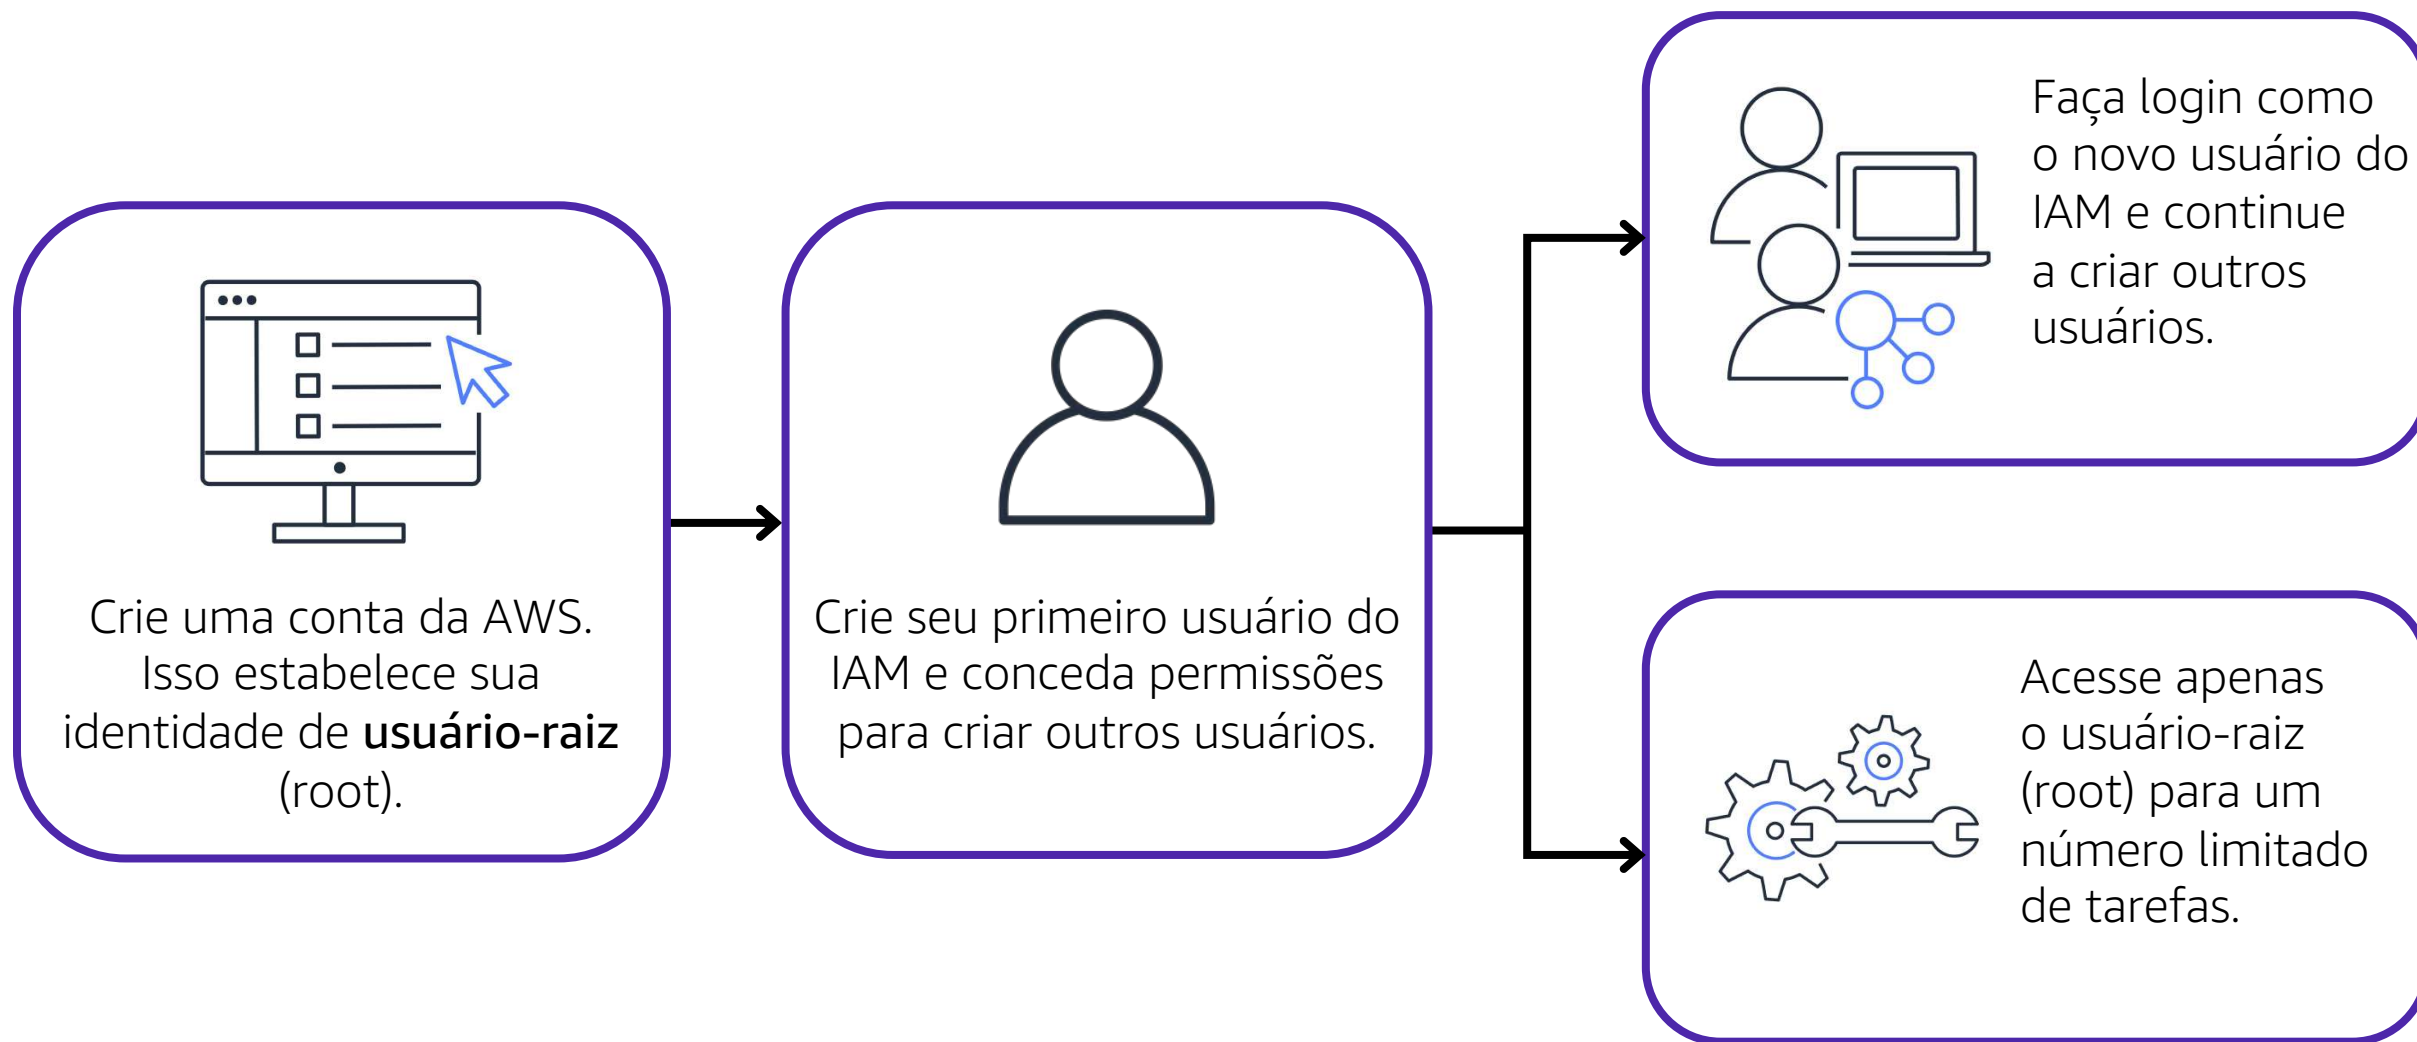 Crie uma conta da AWS.
Isso estabelece sua
identidade de usuário-raiz
(root).
Crie seu primeiro usuário do
IAM e conceda permissões
para criar outros usuários.
Faça login como
o novo usuário do
IAM e continue
a criar outros
usuários.
Acesse apenas
o usuário-raiz
(root) para um
número limitado
de tarefas.